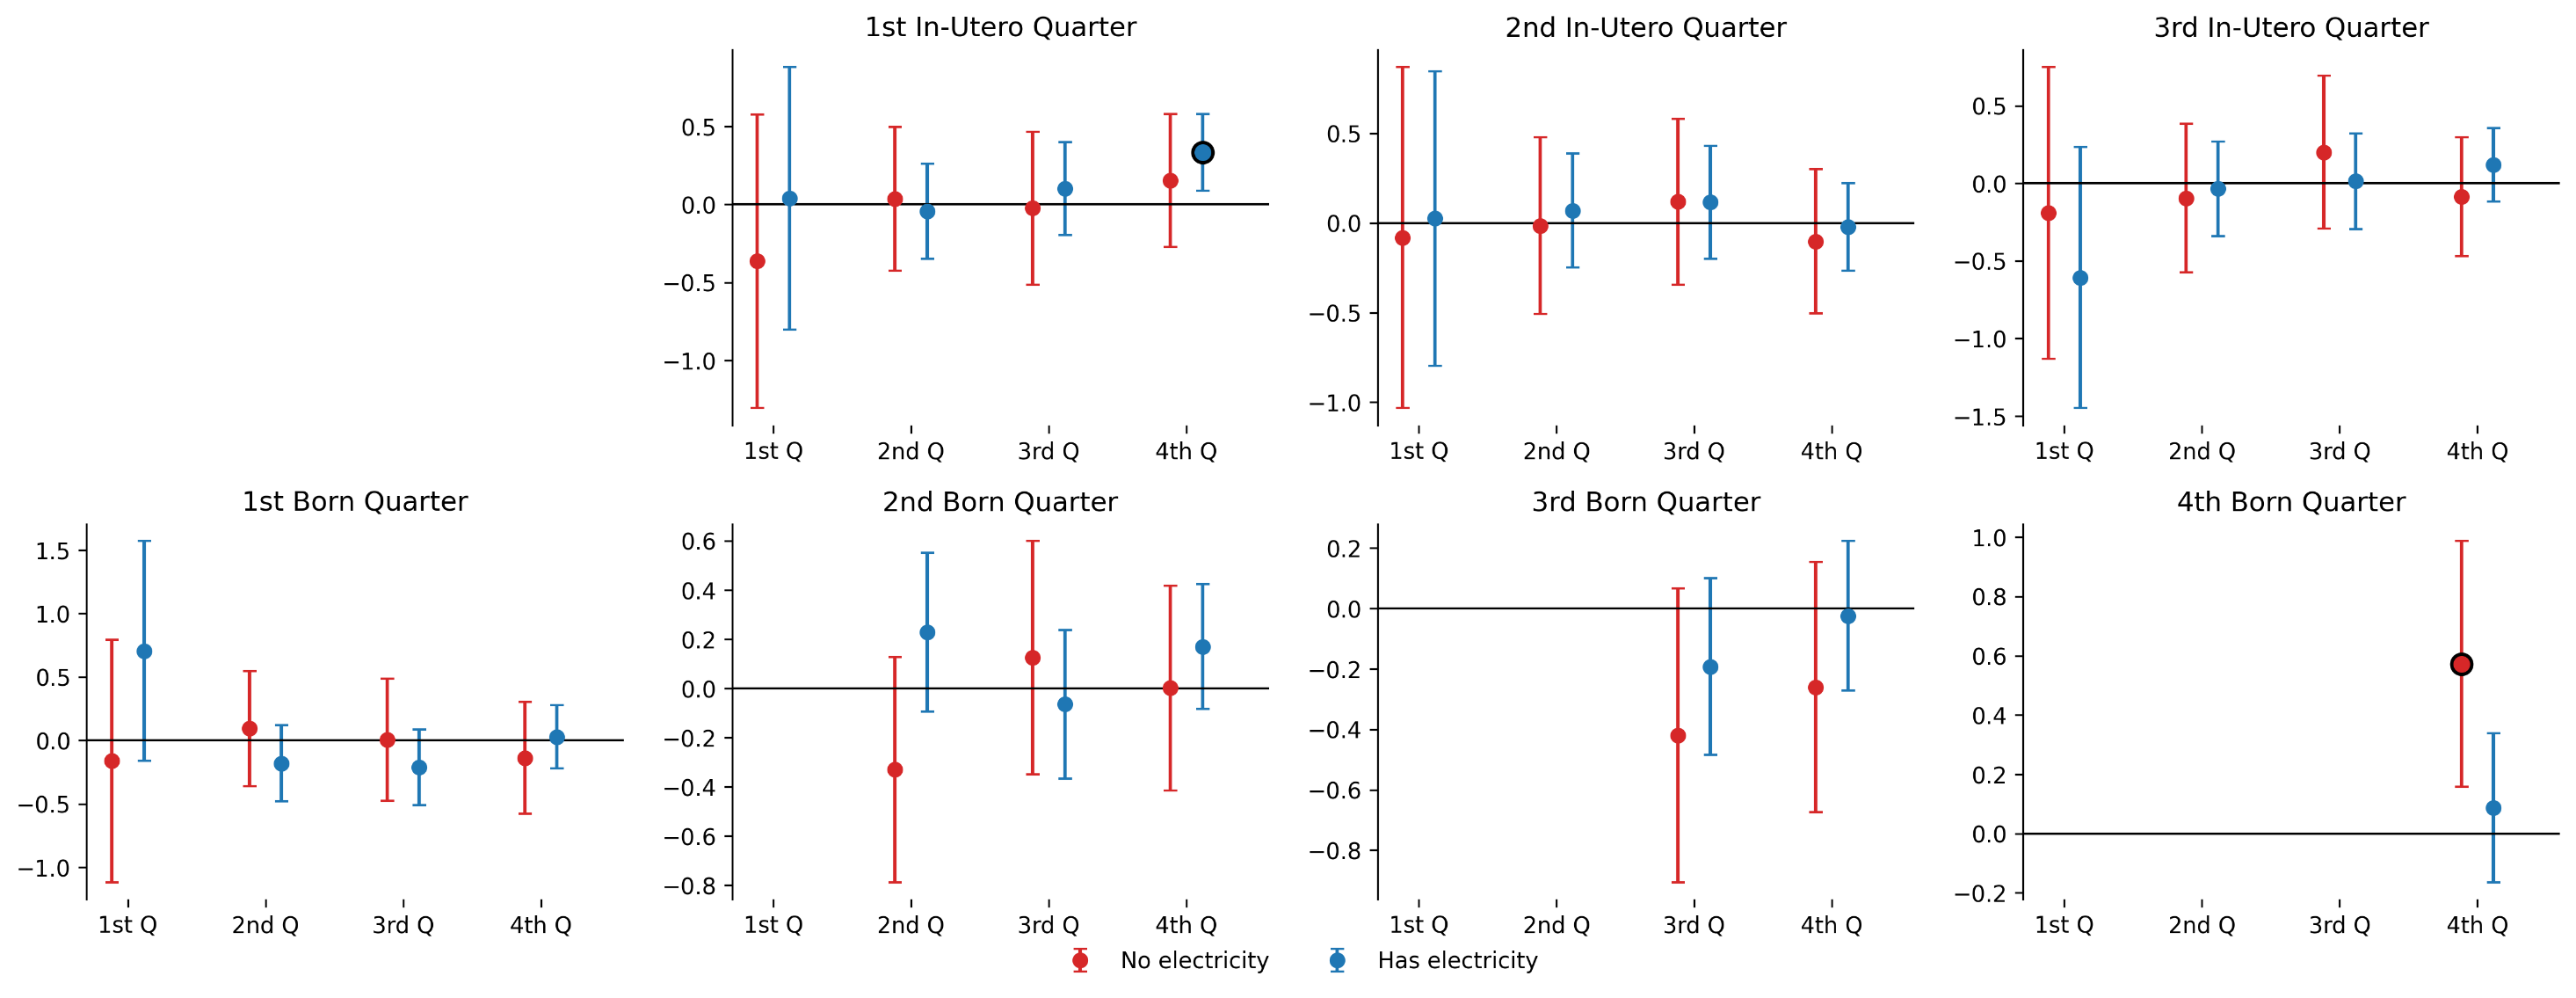 1st In-Utero Quarter
0.5
0.0
−0.5
−1.0
1st Q 2nd Q 3rd Q 4th Q
2nd In-Utero Quarter
0.5
0.0
−0.5
−1.0
1st Q 2nd Q 3rd Q 4th Q
3rd In-Utero Quarter
0.5
0.0
−0.5
−1.0
−1.5
1st Q 2nd Q 3rd Q 4th Q
1st Born Quarter
1.5
1.0
0.5
0.0
−0.5
−1.0
1st Q 2nd Q 3rd Q 4th Q
2nd Born Quarter
0.6
0.4
0.2
0.0
−0.2
−0.4
−0.6
−0.8
1st Q 2nd Q 3rd Q 4th Q
3rd Born Quarter
0.2
0.0
−0.2
−0.4
−0.6
−0.8
1st Q 2nd Q 3rd Q 4th Q
4th Born Quarter
1.0
0.8
0.6
0.4
0.2
0.0
−0.2
1st Q 2nd Q 3rd Q 4th Q
No electricity Has electricity